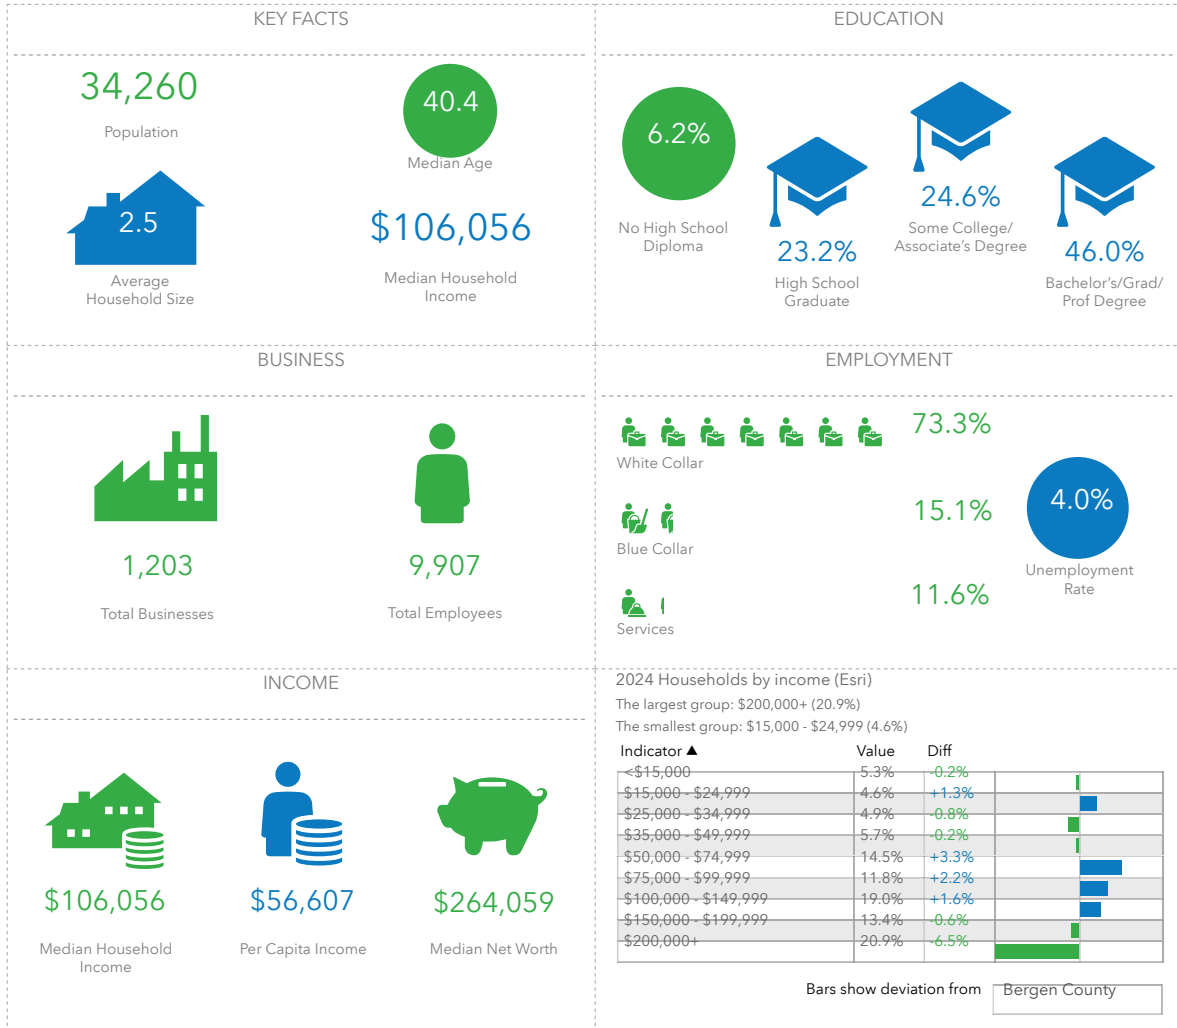 KEY FACTS
34,260
Population
40.4
Median Age
2.5
Average
Household Size
$106,056
Median Household
Income
EDUCATION
6.2%
No High School
Diploma
23.2%
High School
Graduate
24.6%
Some College/
Associate's Degree
46.0%
Bachelor's/Grad/
Prof Degree
BUSINESS
1,203
Total Businesses
9,907
Total Employees
EMPLOYMENT
73.3%
White Collar
15.1%
Blue Collar
11.6%
Services
4.0%
Unemployment
Rate
INCOME
$106,056
Median Household
Income
$56,607
Per Capita Income
$264,059
Median Net Worth
2024 Households by income (Esri)
The largest group: $200,000+ (20.9%)
The smallest group: $15,000 - $24,999 (4.6%)
Indicator ▲ Value Diff
<$15,000 5.3% -0.2%
$15,000 - $24,999 4.6% +1.3%
$25,000 - $34,999 4.9% -0.8%
$35,000 - $49,999 5.7% -0.2%
$50,000 - $74,999 14.5% +3.3%
$75,000 - $99,999 11.8% +2.2%
$100,000 - $149,999 19.0% +1.6%
$150,000 - $199,999 13.4% -0.6%
$200,000+ 20.9% -6.5%
Bars show deviation from Bergen County